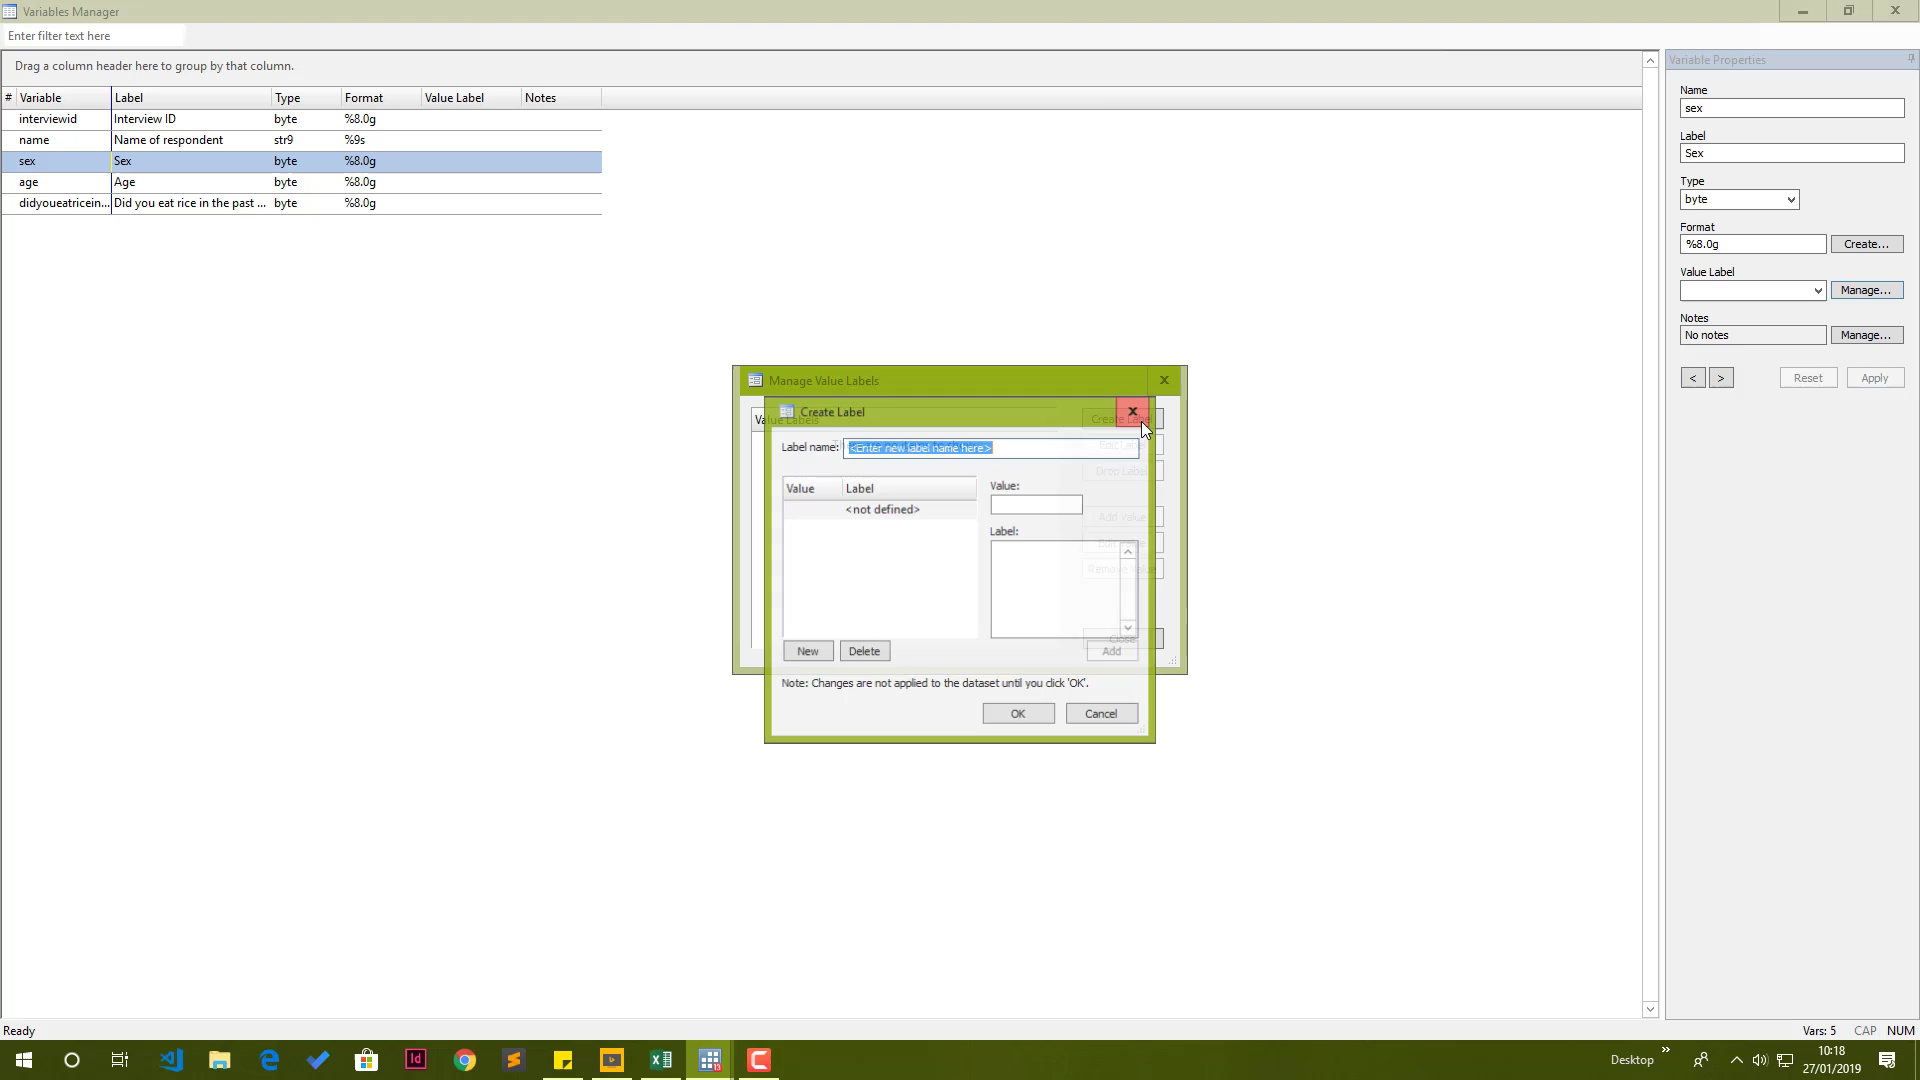 Variables Manager
Enter filter text here
Drag a column header here to group by that column.
# Variable Label Type Format Value Label Notes
interviewid Interview ID byte %8.0g
name Name of respondent str9 %9s
sex Sex byte %8.0g
age Age byte %8.0g
didyoueatricein... Did you eat rice in the past ... byte %8.0g
Variable Properties
Name
sex
Label
Sex
Type
byte
Format
%8.0g Create...
Value Label
Manage...
Notes
No notes Manage...
< > Reset Apply
Manage Value Labels
Value Labels
Create Label
Edit Label
Drop Label
Add Value
Edit Value
Remove Value
Close
Create Label
Label name: <Enter new label name here>
Value Label
<not defined>
Value:
Label:
New Delete Add
Note: Changes are not applied to the dataset until you click 'OK'.
OK Cancel
Ready
Vars: 5 CAP NUM
Desktop
10:18
27/01/2019